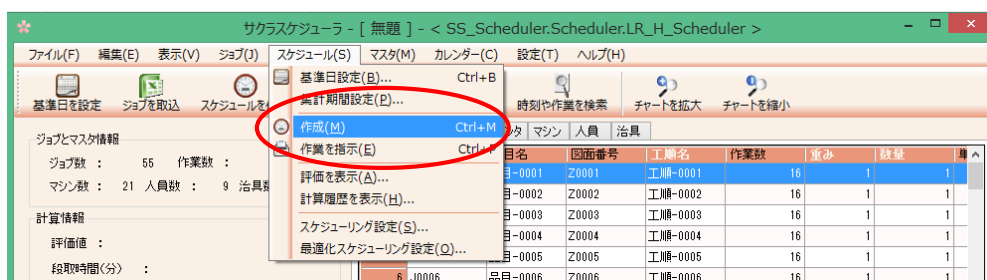 サクラスケジューラ - [ 無題 ] - < SS_Scheduler.Scheduler.LR_H_Scheduler >
ファイル(F) 編集(E) 表示(V) ジョブ(J) スケジュール(S) マスタ(M) カレンダー(C) 設定(T) ヘルプ(H)
基準日を設定 ジョブを取込 スケジュールを 時刻や作業を検索 チャートを拡大 チャートを縮小
基準日設定(B)... Ctrl+B
集計期間設定(P)...
作成(M) Ctrl+M
作業を指示(E)
評価を表示(A)...
計算履歴を表示(H)...
スケジューリング設定(S)...
最適化スケジューリング設定(O)...
ジョブとマスタ情報
ジョブ数 : 55 作業数 :
マシン数 : 21 人員数 : 9 治具
計算情報
評価値 :
段取時間(分) :
マシン 人員 治具
目名 図面番号 工順名 作業数 重み 数量
目-0001 Z0001 工順-0001 16 1 1
目-0002 Z0002 工順-0002 16 1 1
目-0003 Z0003 工順-0003 16 1 1
目-0004 Z0004 工順-0004 16 1 1
目-0005 Z0005 工順-0005 16 1 1
6 J0006 品目-0006 Z0006 工順-0006 16 1 1